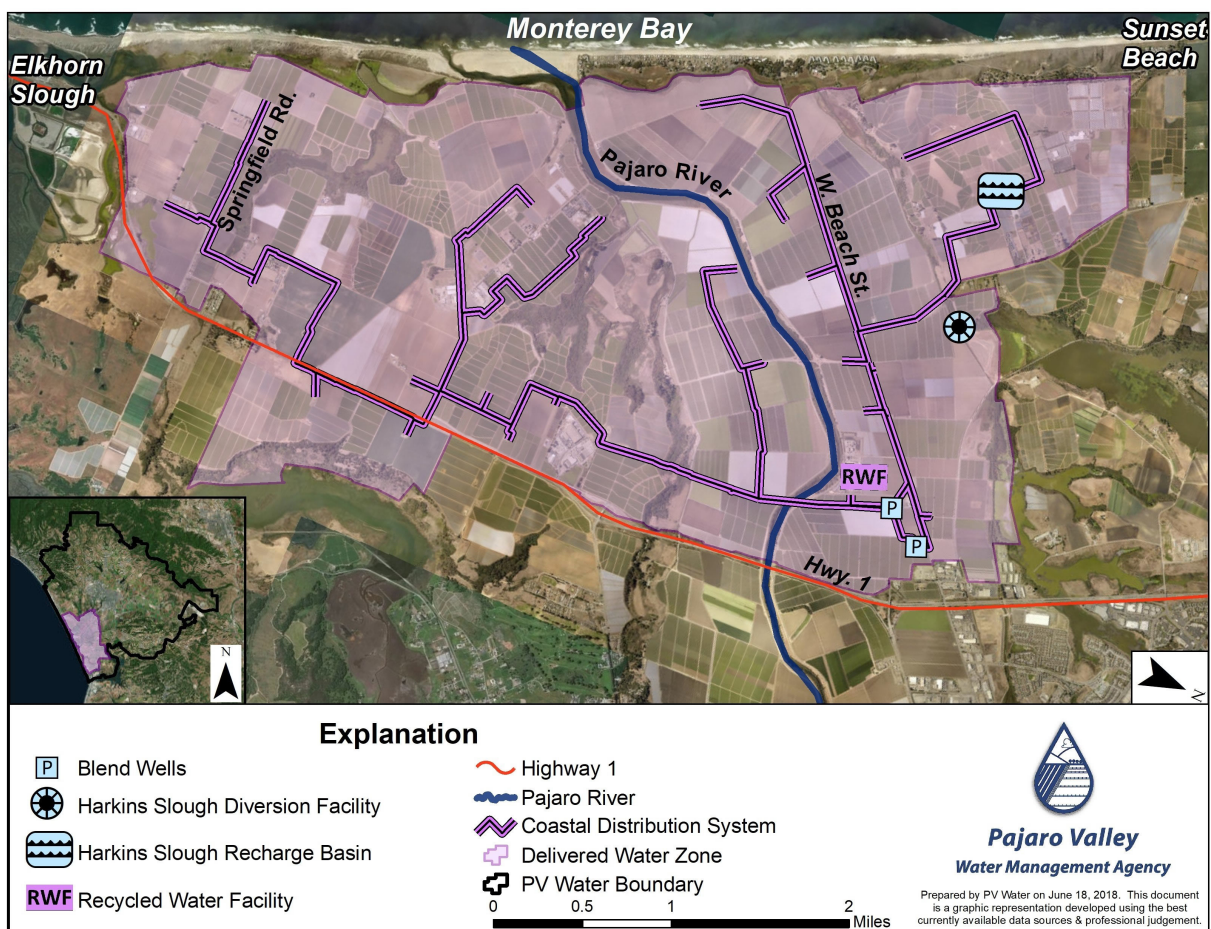 Monterey Bay
Sunset
Beach
Elkhorn
Slough
Springfield Rd.
Pajaro River
W. Beach St.
RWF
P
P
Hwy. 1
N
N
Explanation
P Blend Wells
Harkins Slough Diversion Facility
Harkins Slough Recharge Basin
RWF Recycled Water Facility
Highway 1
Pajaro River
Coastal Distribution System
Delivered Water Zone
PV Water Boundary
0 0.5 1 2
Miles
Pajaro Valley
Water Management Agency
Prepared by PV Water on June 18, 2018. This document
is a graphic representation developed using the best
currently available data sources & professional judgement.